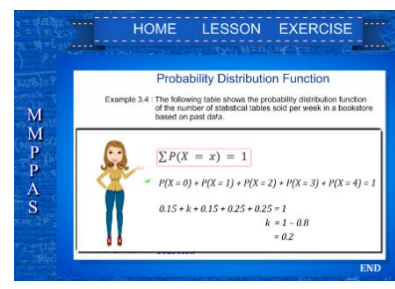 HOME LESSON EXERCISE
Probability Distribution Function
Example 3.4 : The following table shows the probability distribution function
of the number of statistical tables sold per week in a bookstore
based on past data.
M
M
P
P
A
S
∑P(X = x) = 1
P(X = 0) + P(X = 1) + P(X = 2) + P(X = 3) + P(X = 4) = 1
0.15 + k + 0.15 + 0.25 + 0.25 = 1
k = 1 − 0.8
= 0.2
END